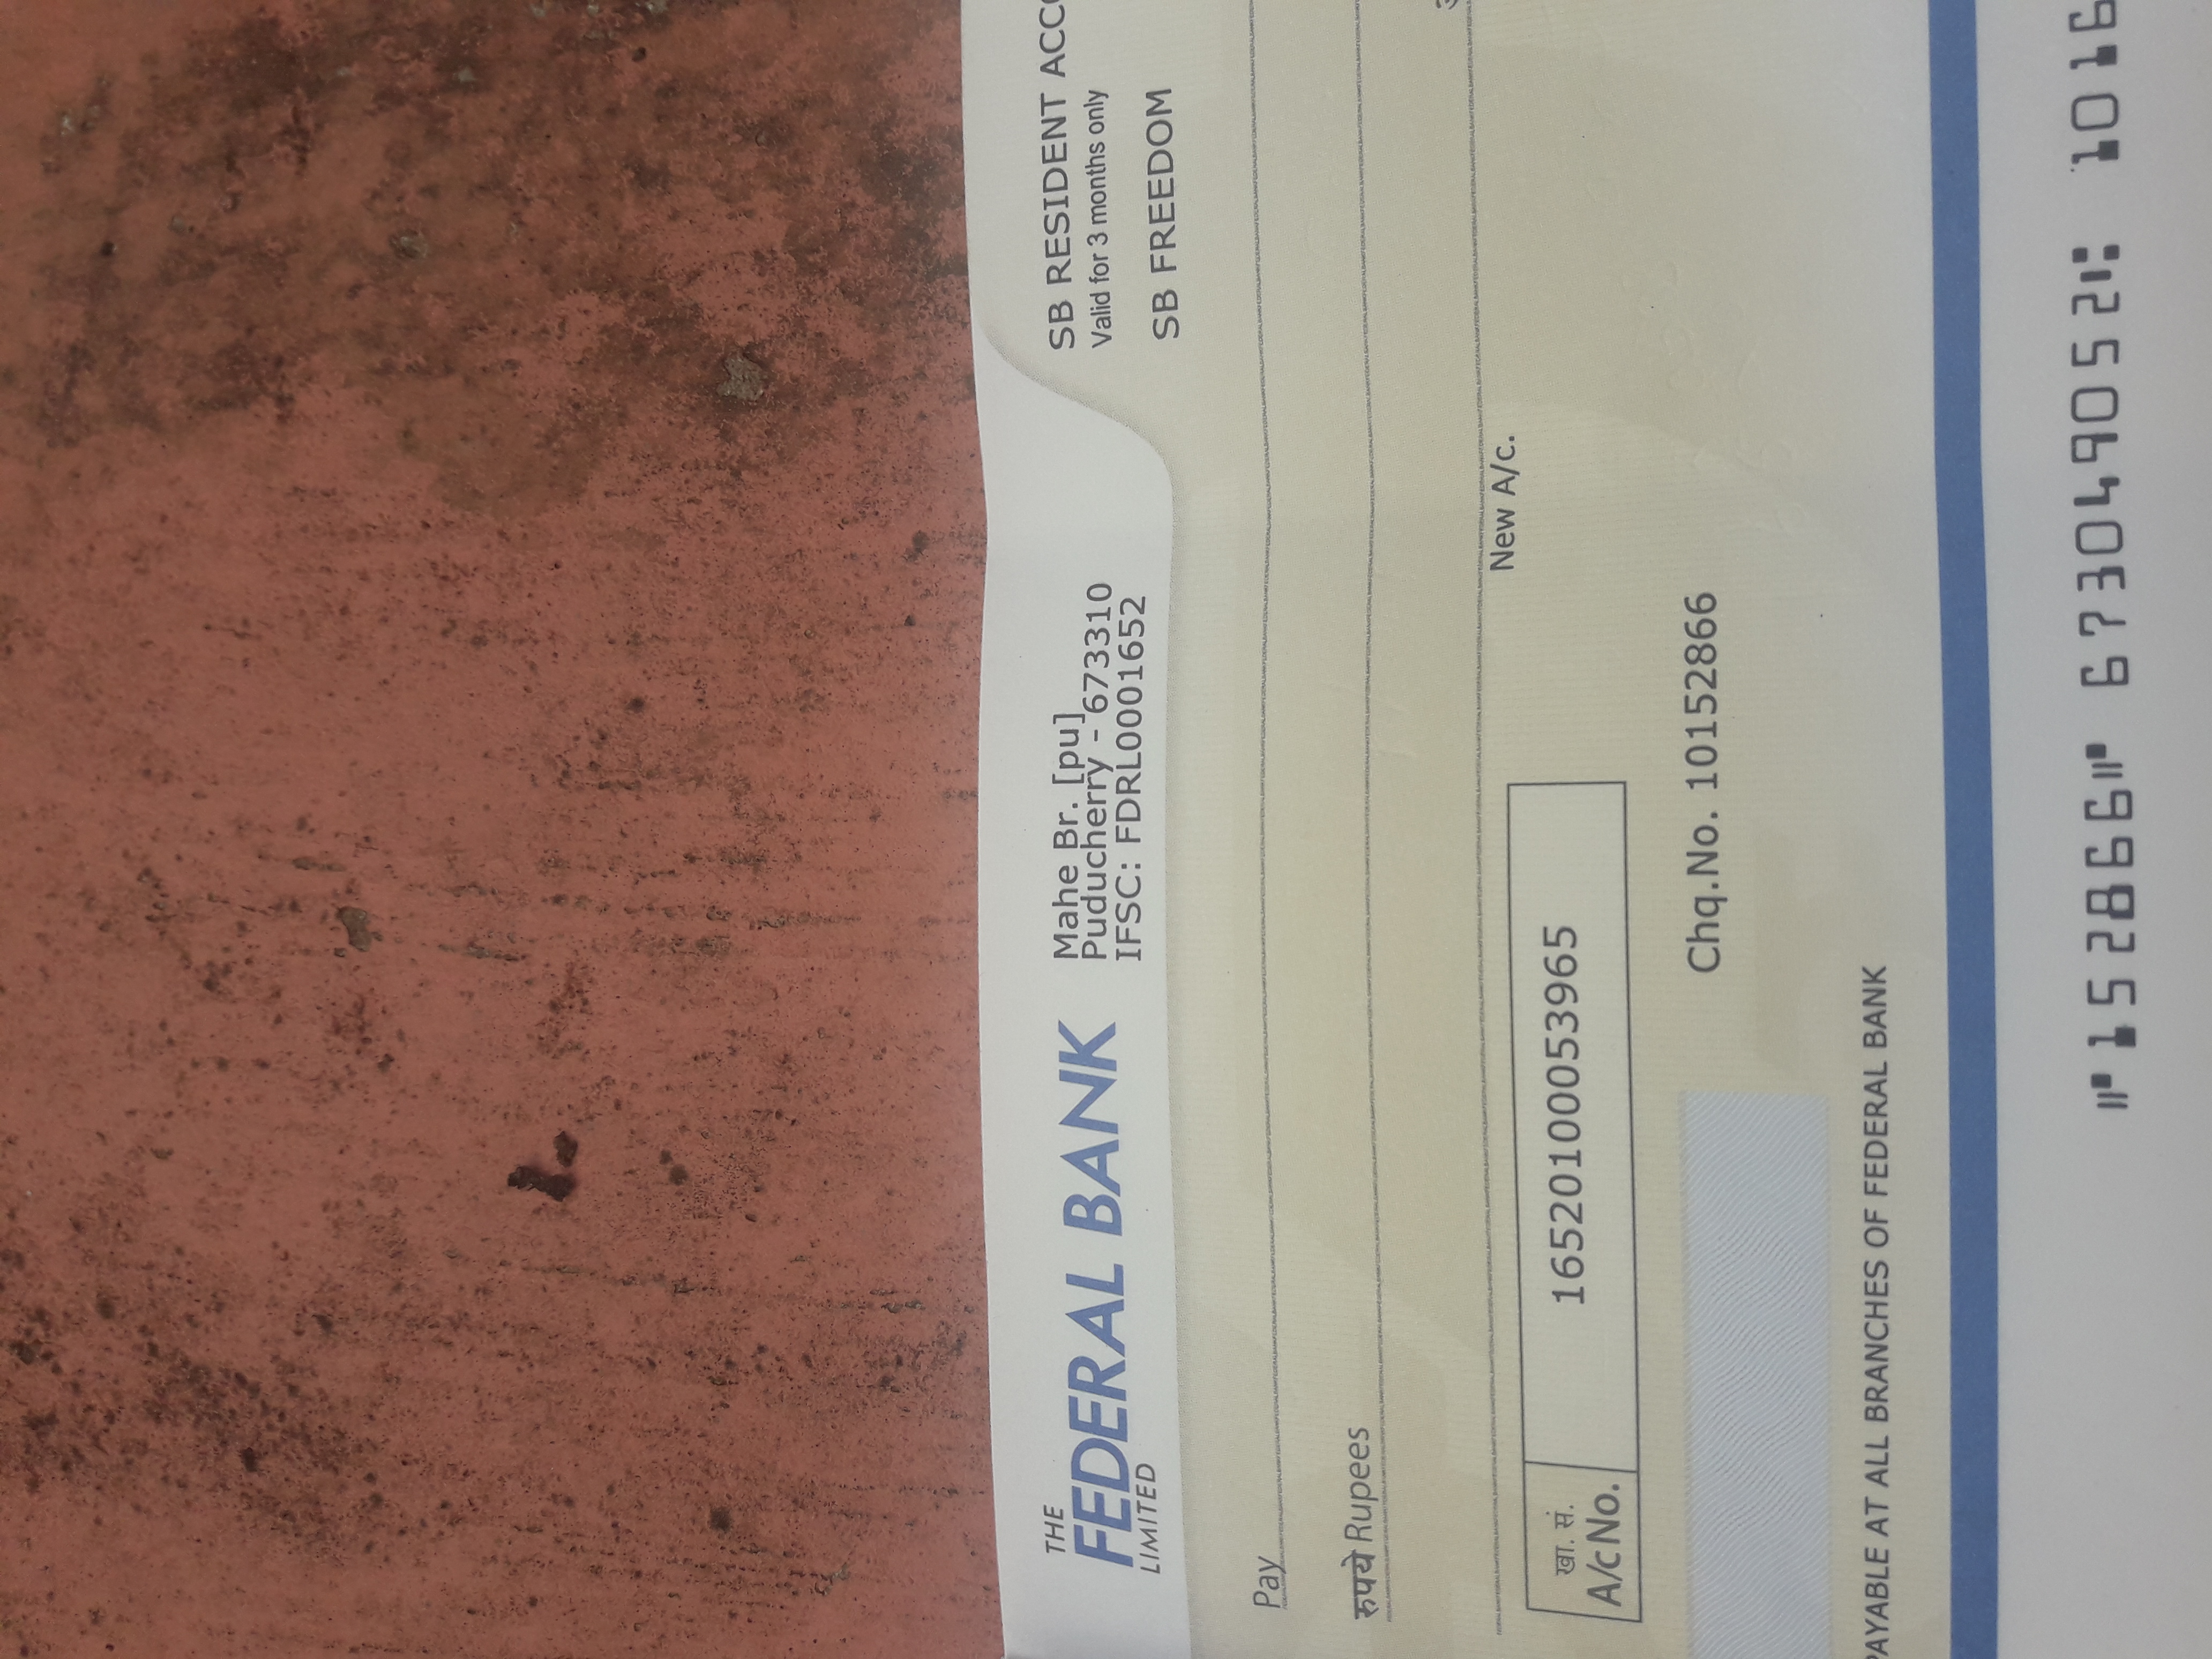 THE
FEDERAL BANK
LIMITED
Mahe Br. [pu]
Puducherry - 673310
IFSC: FDRL0001652
SB RESIDENT ACCO
Valid for 3 months only
SB FREEDOM
Pay
रुपये Rupees
New A/c.
खा. सं.
A/c No.
16520100053965
Chq.No. 10152866
PAYABLE AT ALL BRANCHES OF FEDERAL BANK
⑈152866⑈ 673049052⑆ 1016